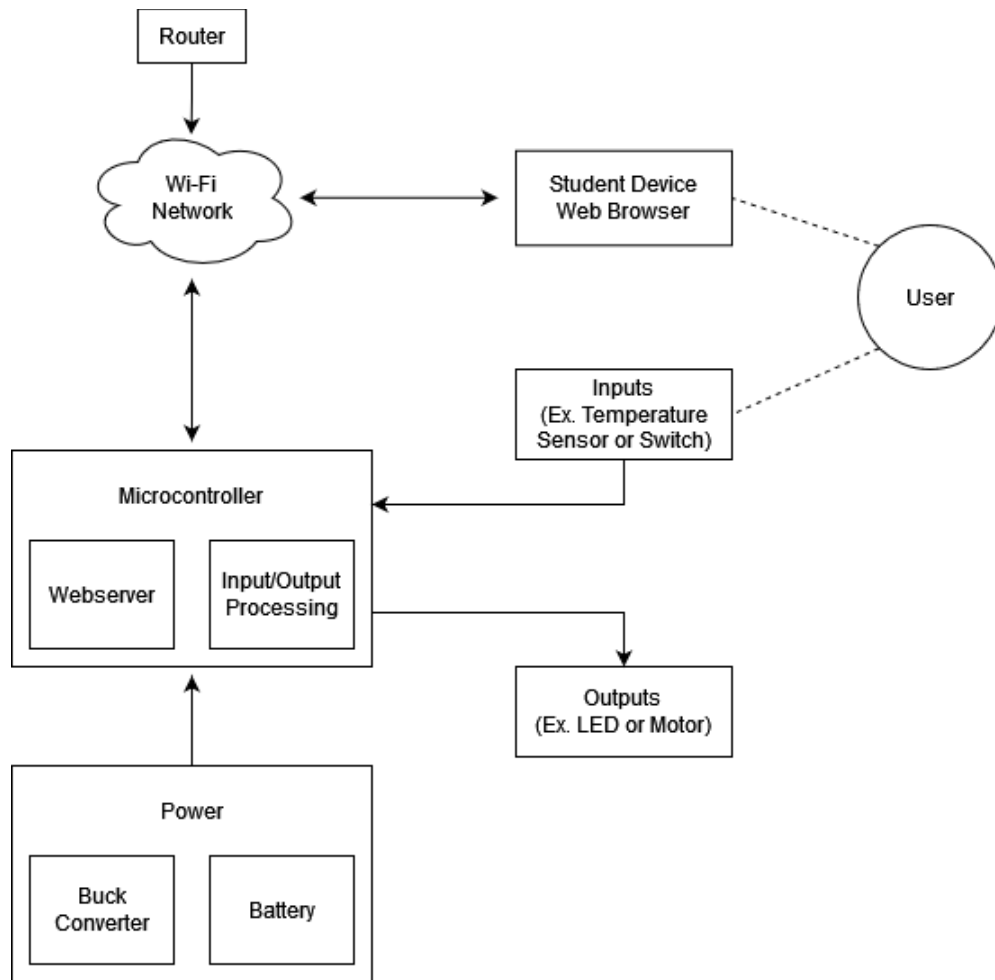 Router
Wi-Fi
Network
Student Device
Web Browser
User
Inputs
(Ex. Temperature
Sensor or Switch)
Microcontroller
Webserver
Input/Output
Processing
Outputs
(Ex. LED or Motor)
Power
Buck
Converter
Battery